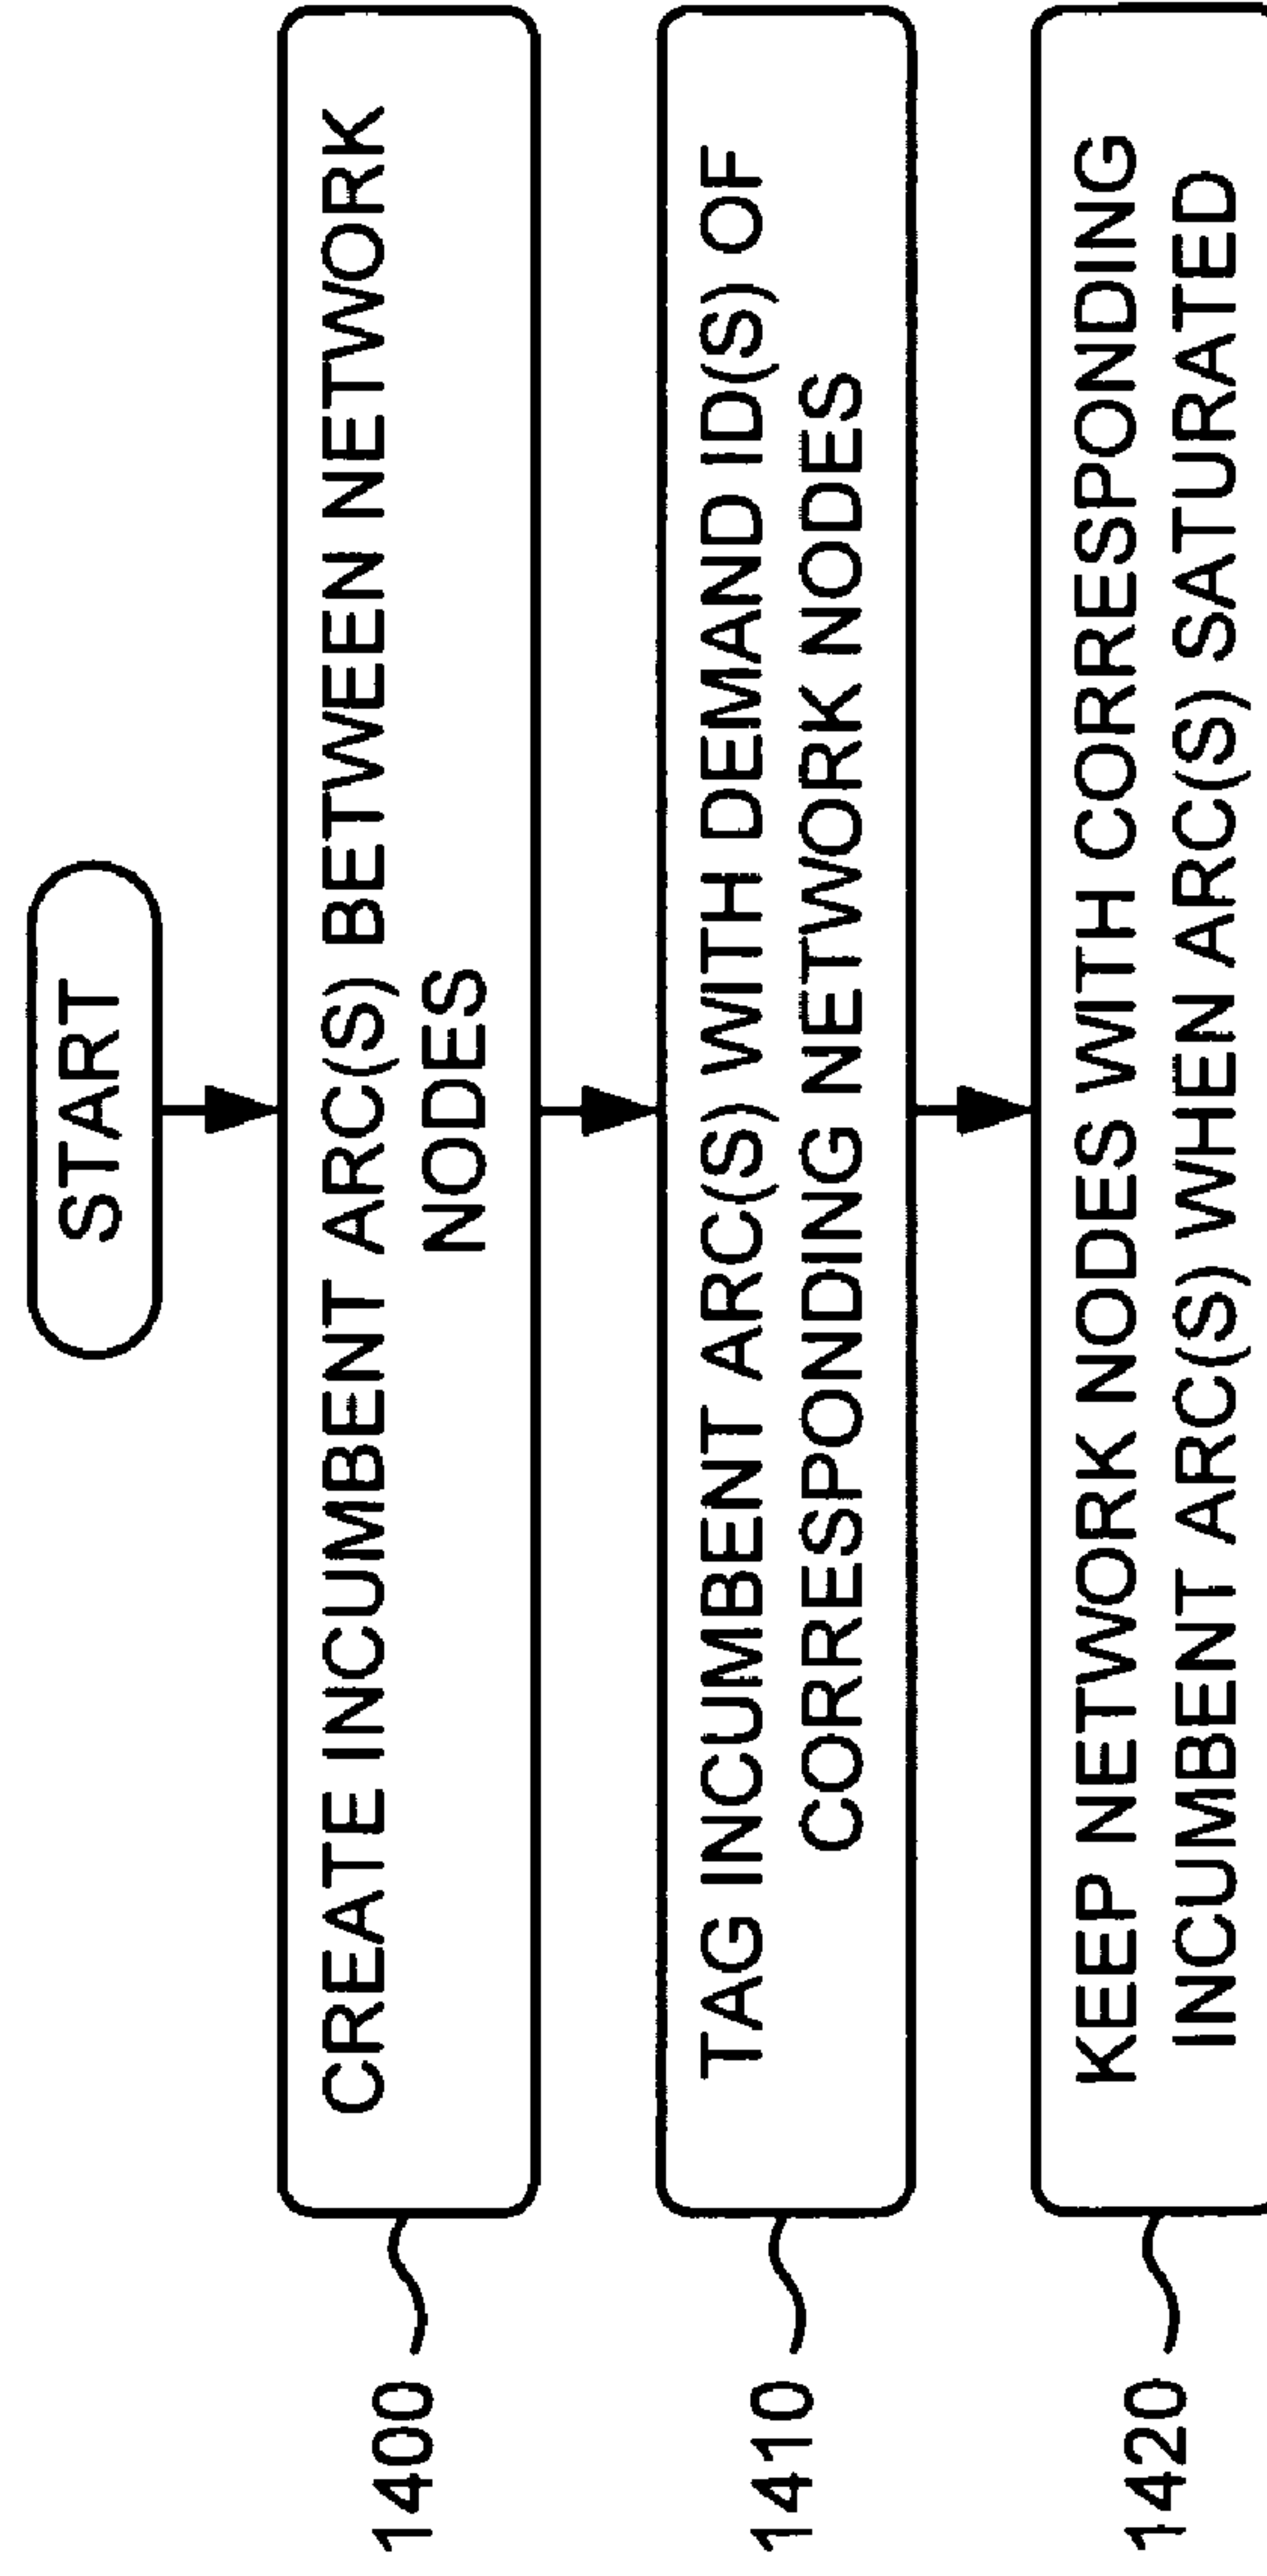 START
CREATE INCUMBENT ARC(S) BETWEEN NETWORK
NODES
1400
TAG INCUMBENT ARC(S) WITH DEMAND ID(S) OF
CORRESPONDING NETWORK NODES
1410
KEEP NETWORK NODES WITH CORRESPONDING
INCUMBENT ARC(S) WHEN ARC(S) SATURATED
1420